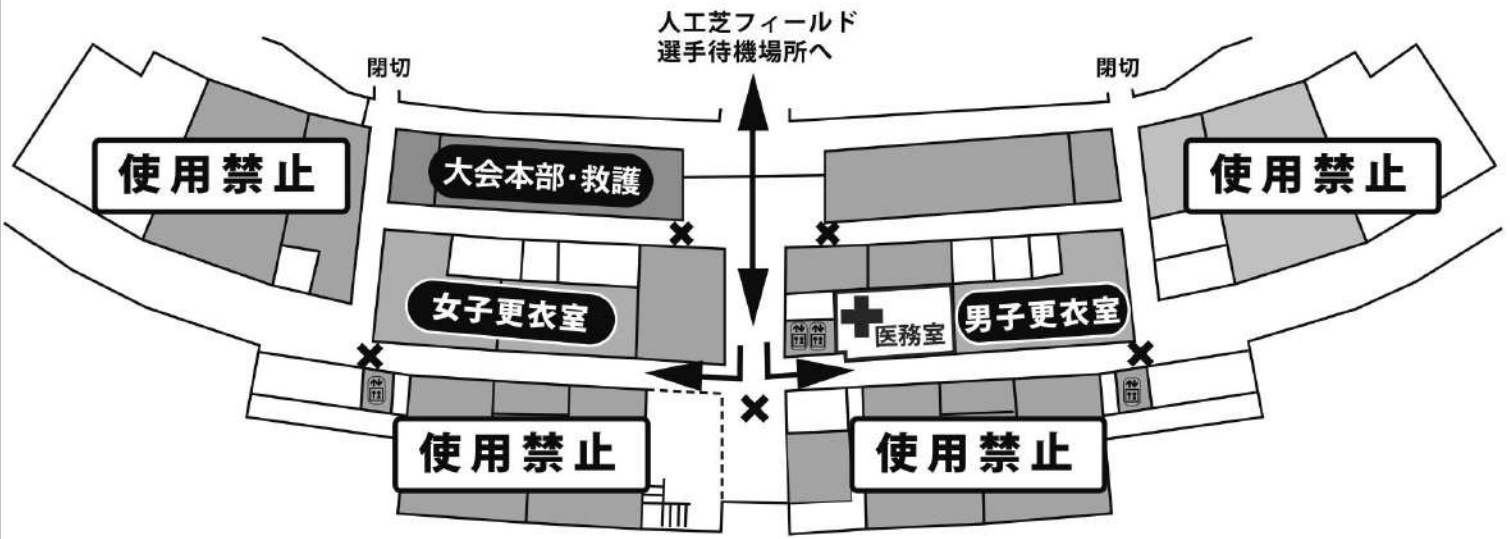 人工芝フィールド
選手待機場所へ
閉切
閉切
使用禁止
大会本部・救護
使用禁止
女子更衣室
医務室
男子更衣室
使用禁止
使用禁止